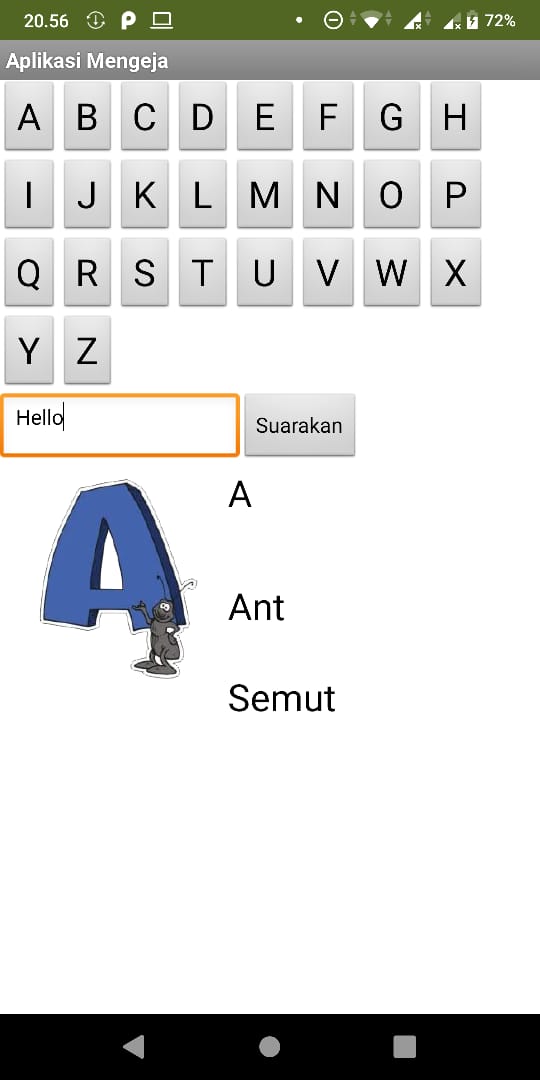 20.56 72%
Aplikasi Mengeja
A B C D E F G H
I J K L M N O P
Q R S T U V W X
Y Z
Hello Suarakan
A
Ant
Semut